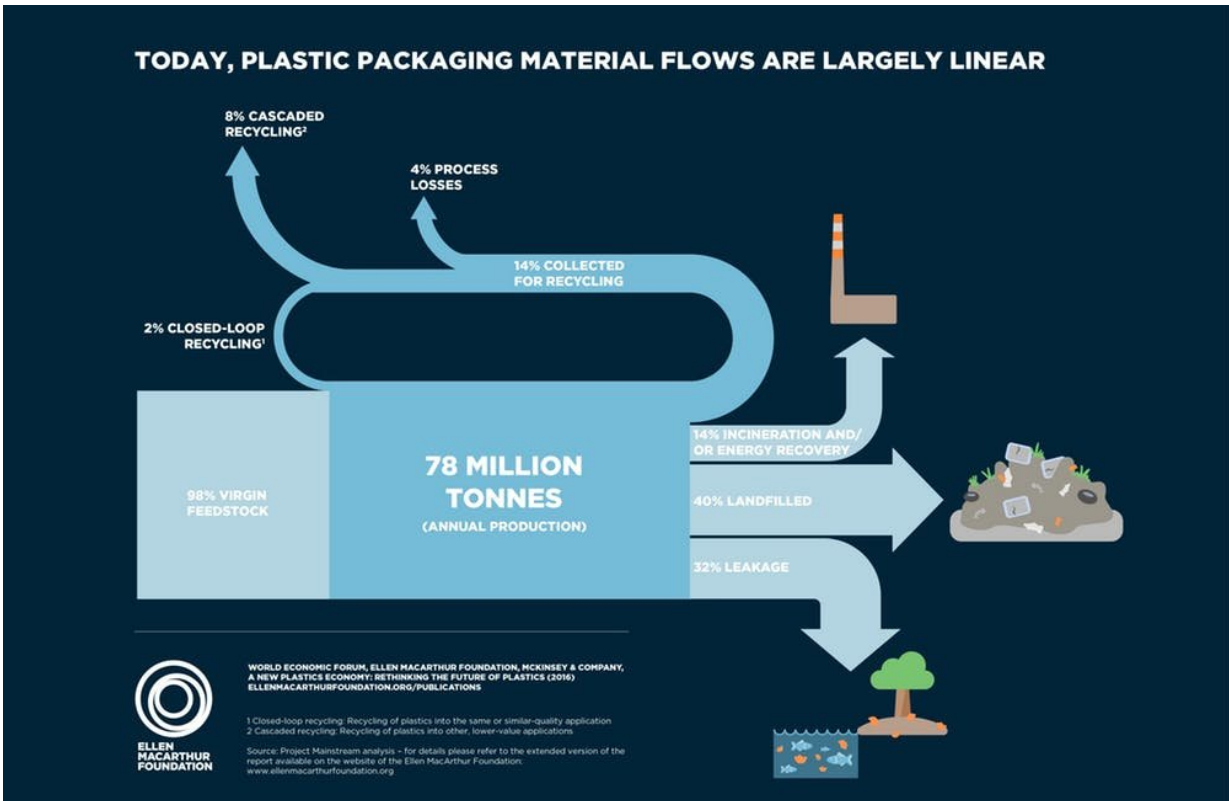 TODAY, PLASTIC PACKAGING MATERIAL FLOWS ARE LARGELY LINEAR
8% CASCADED
RECYCLING²
4% PROCESS
LOSSES
14% COLLECTED
FOR RECYCLING
2% CLOSED-LOOP
RECYCLING¹
98% VIRGIN
FEEDSTOCK
78 MILLION
TONNES
(ANNUAL PRODUCTION)
14% INCINERATION AND/
OR ENERGY RECOVERY
40% LANDFILLED
32% LEAKAGE
ELLEN
MACARTHUR
FOUNDATION
WORLD ECONOMIC FORUM, ELLEN MACARTHUR FOUNDATION, MCKINSEY & COMPANY,
A NEW PLASTICS ECONOMY: RETHINKING THE FUTURE OF PLASTICS (2016)
ELLENMACARTHURFOUNDATION.ORG/PUBLICATIONS
1 Closed-loop recycling: Recycling of plastics into the same or similar-quality application
2 Cascaded recycling: Recycling of plastics into other, lower-value applications
Source: Project Mainstream analysis – for details please refer to the extended version of the
report available on the website of the Ellen MacArthur Foundation:
www.ellenmacarthurfoundation.org